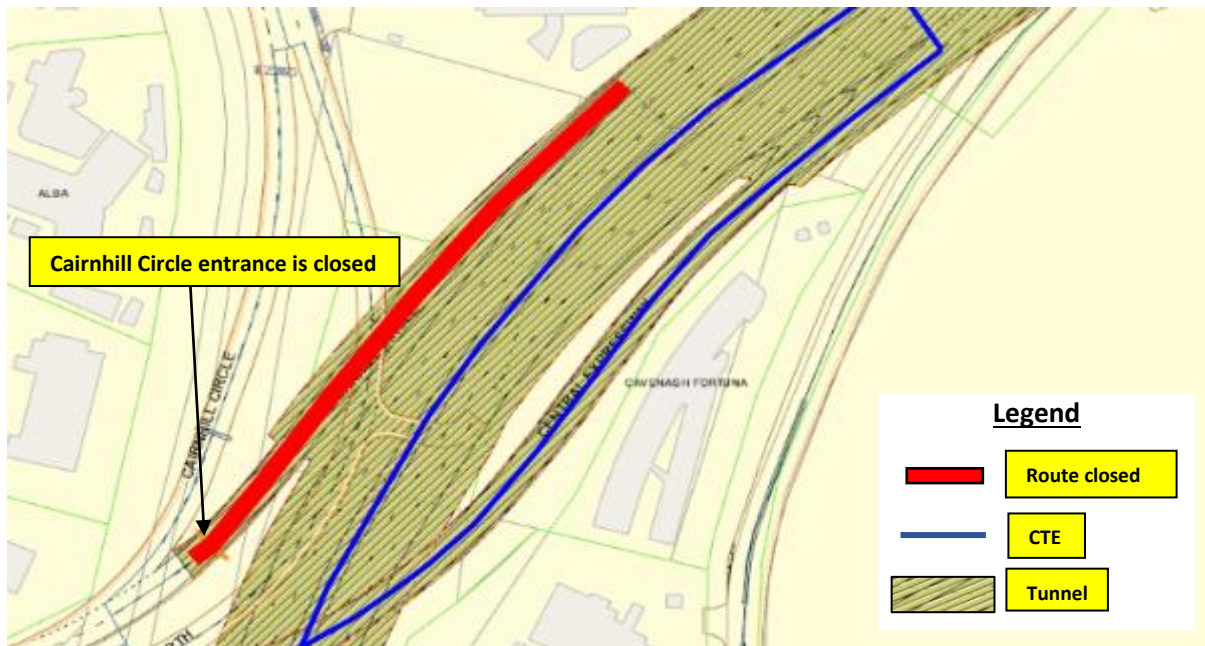 ALBA
Cairnhill Circle entrance is closed
CAIRNHILL CIRCLE
CENTRAL EXPRESSWAY
CAVENAGH FORTUNA
Legend
Route closed
CTE
Tunnel